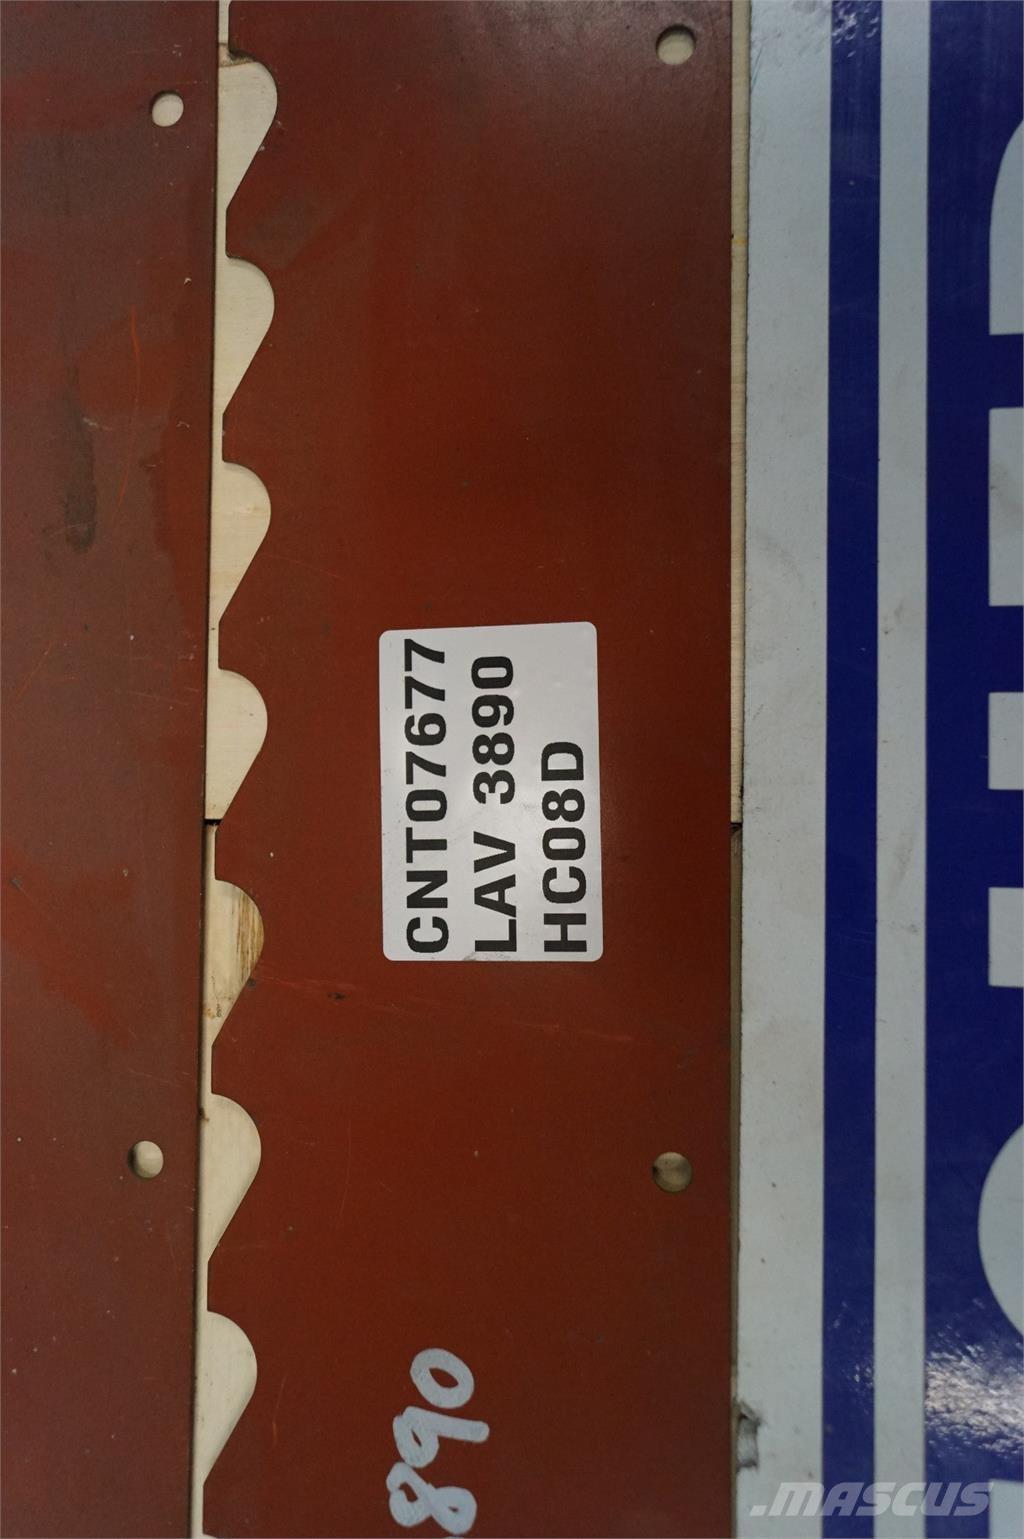 CNT07677
LAV 3890
HC08D
890
.MASCUS